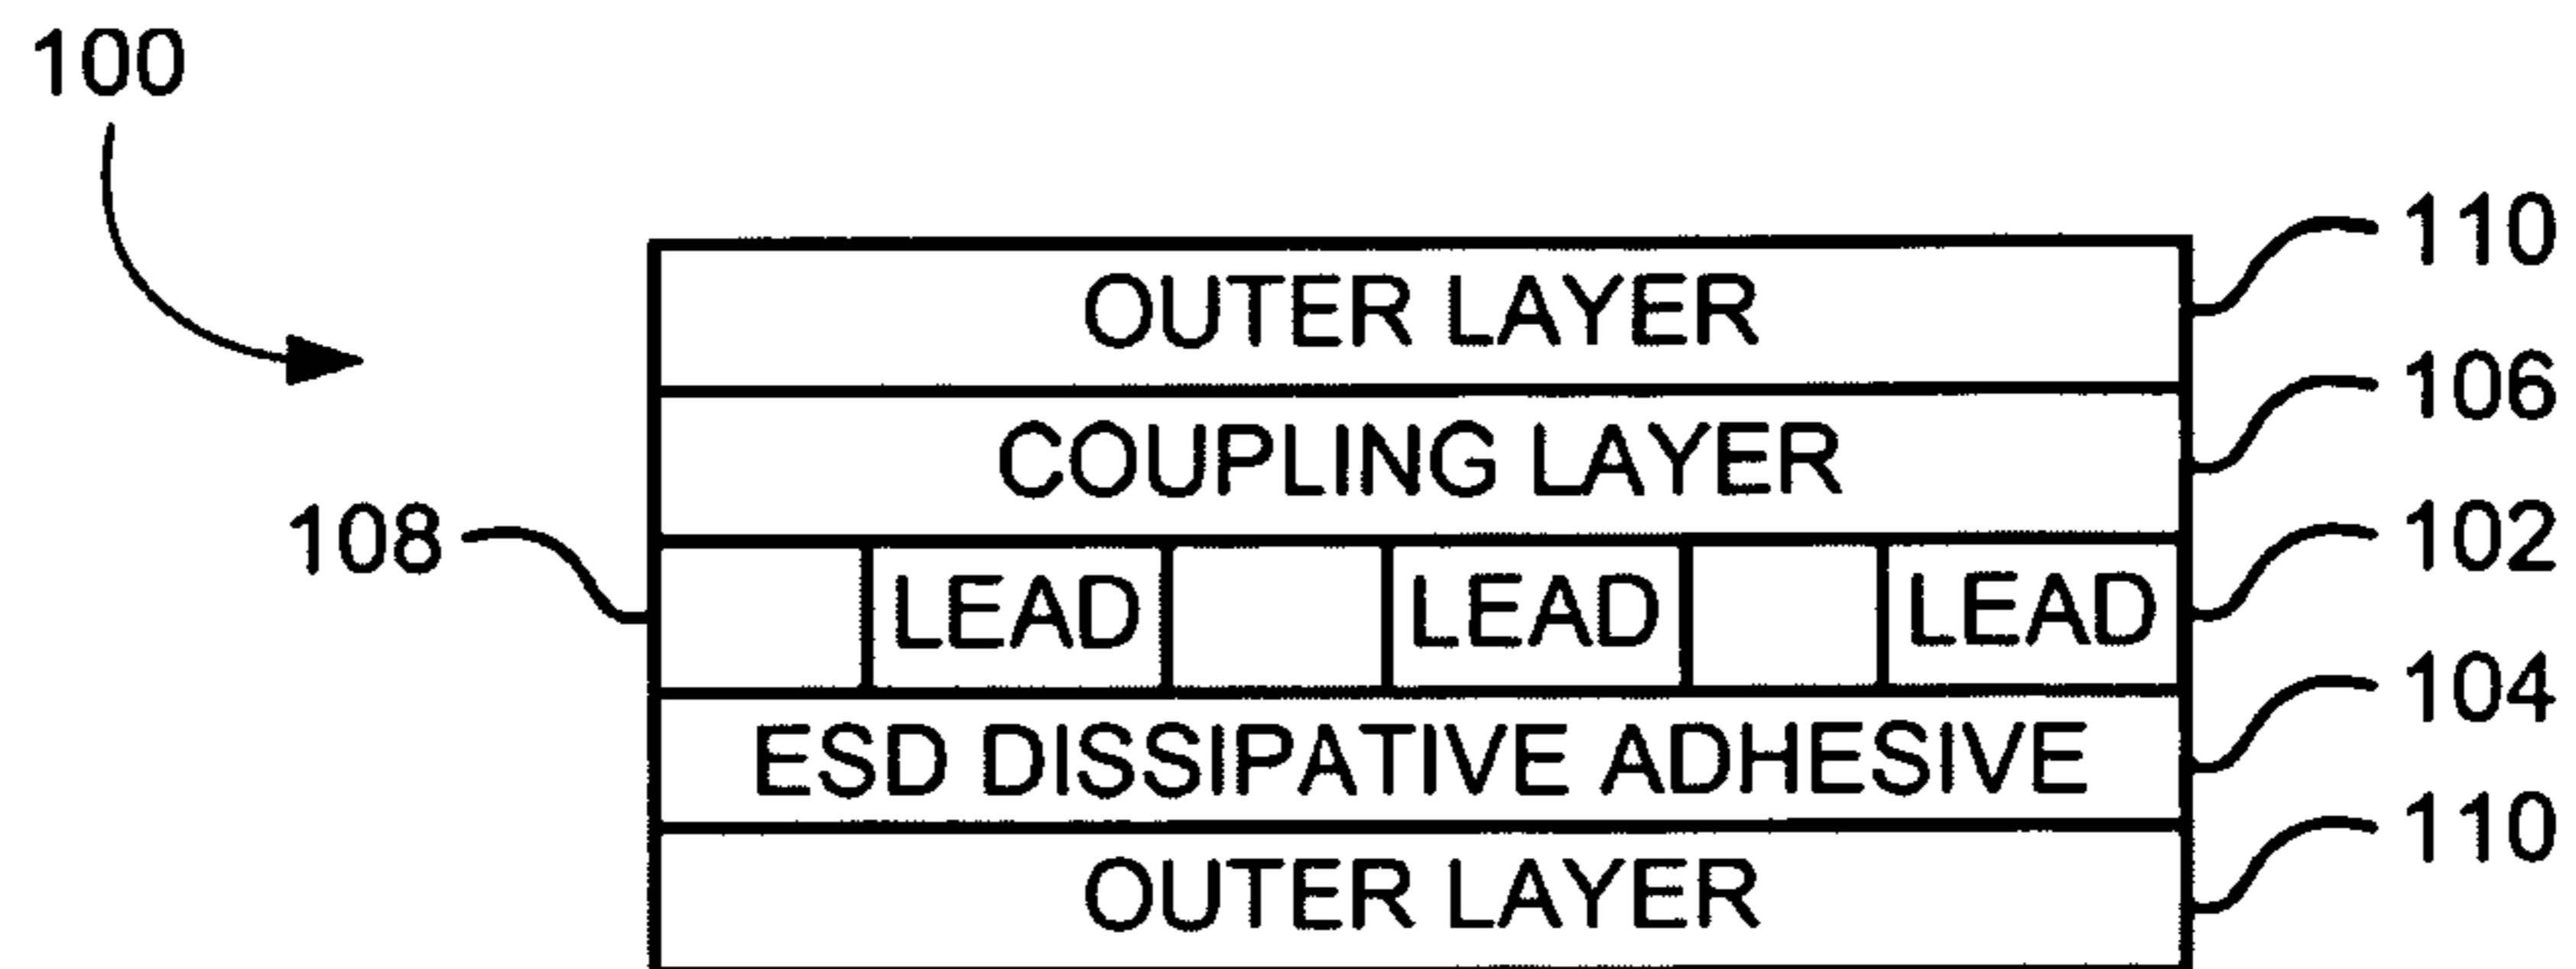 100
OUTER LAYER 110
COUPLING LAYER 106
108 LEAD LEAD LEAD 102
ESD DISSIPATIVE ADHESIVE 104
OUTER LAYER 110